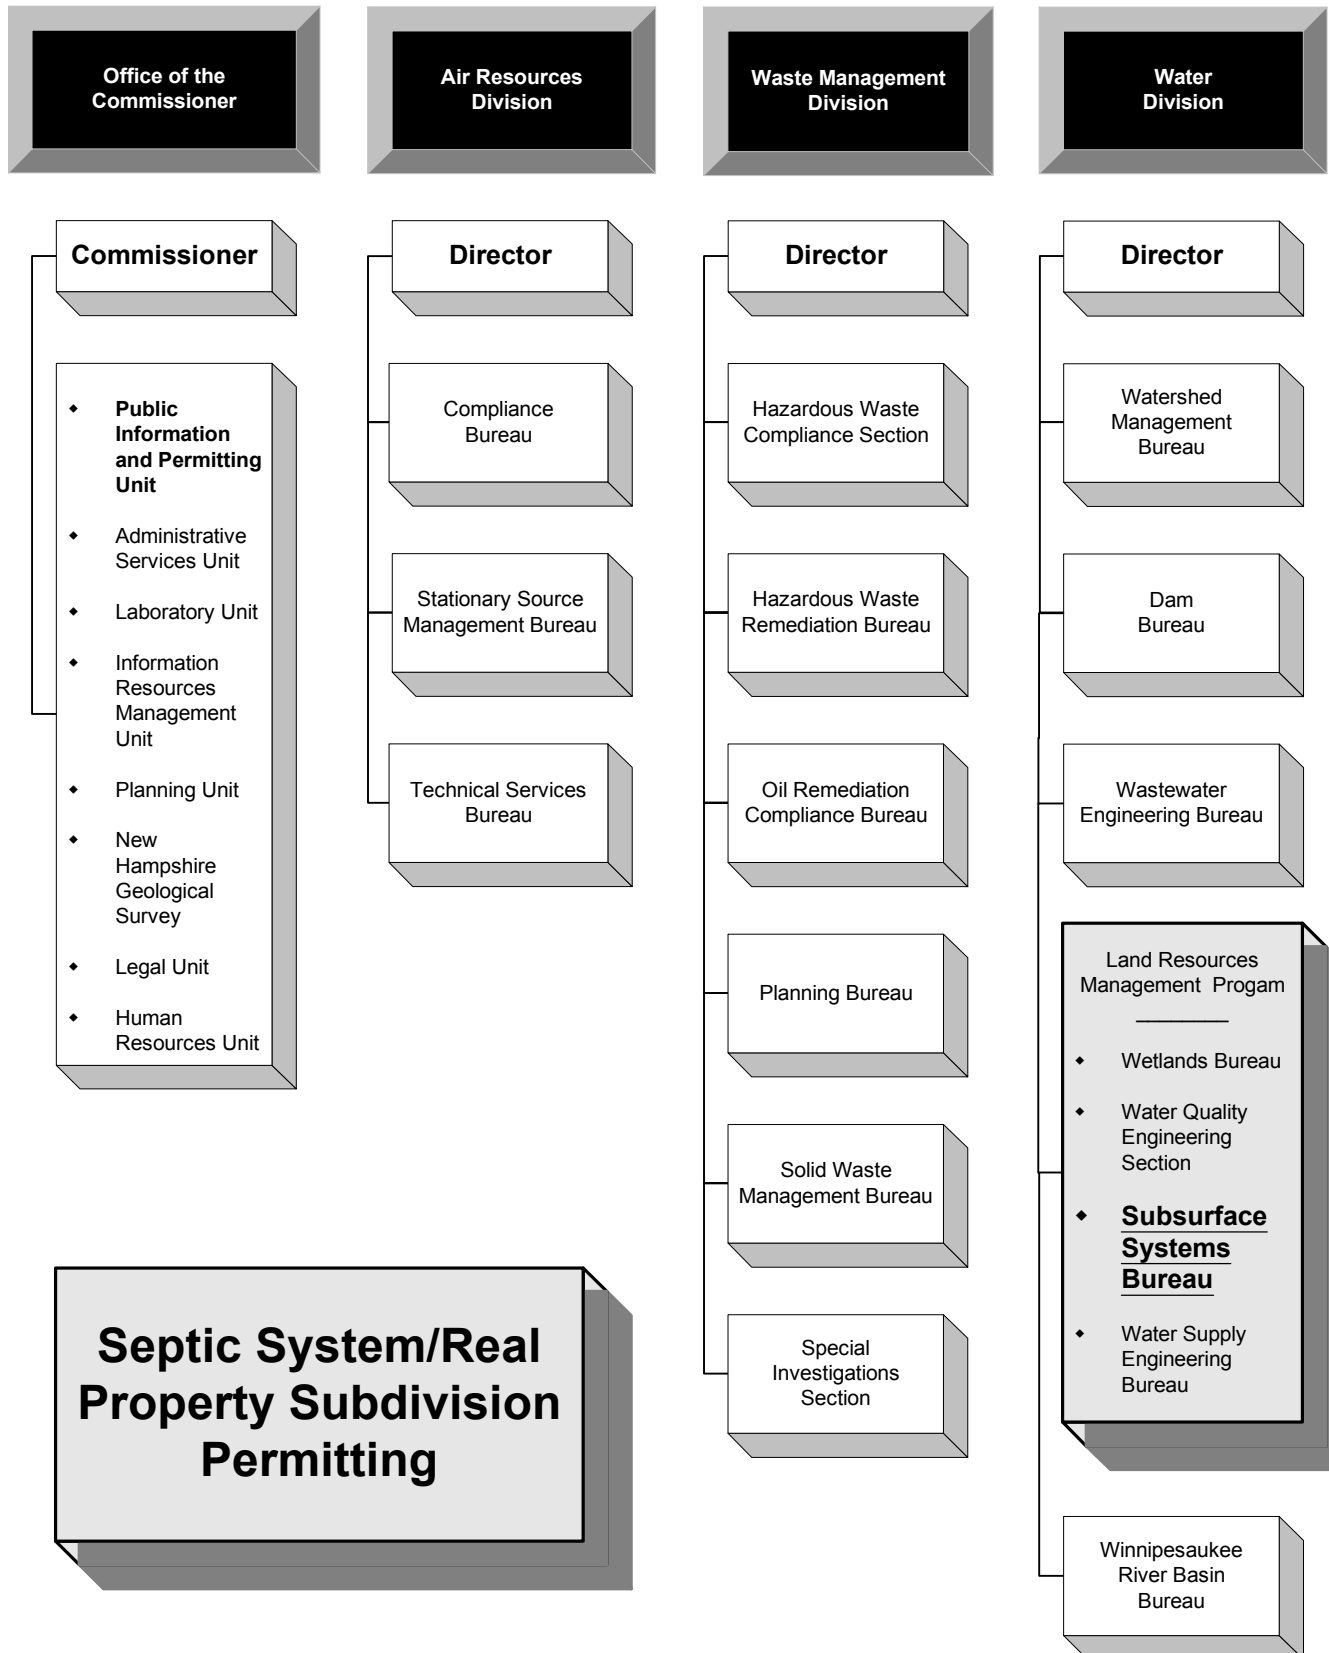 Office of the
Commissioner
Air Resources
Division
Waste Management
Division
Water
Division
Commissioner
Director
Director
Director
Public
Information
and Permitting
Unit
Administrative
Services Unit
Laboratory Unit
Information
Resources
Management
Unit
Planning Unit
New
Hampshire
Geological
Survey
Legal Unit
Human
Resources Unit
Compliance
Bureau
Stationary Source
Management Bureau
Technical Services
Bureau
Hazardous Waste
Compliance Section
Hazardous Waste
Remediation Bureau
Oil Remediation
Compliance Bureau
Planning Bureau
Solid Waste
Management Bureau
Special
Investigations
Section
Watershed
Management
Bureau
Dam
Bureau
Wastewater
Engineering Bureau
Land Resources
Management Progam
Wetlands Bureau
Water Quality
Engineering
Section
Subsurface
Systems
Bureau
Water Supply
Engineering
Bureau
Winnipesaukee
River Basin
Bureau
Septic System/Real
Property Subdivision
Permitting